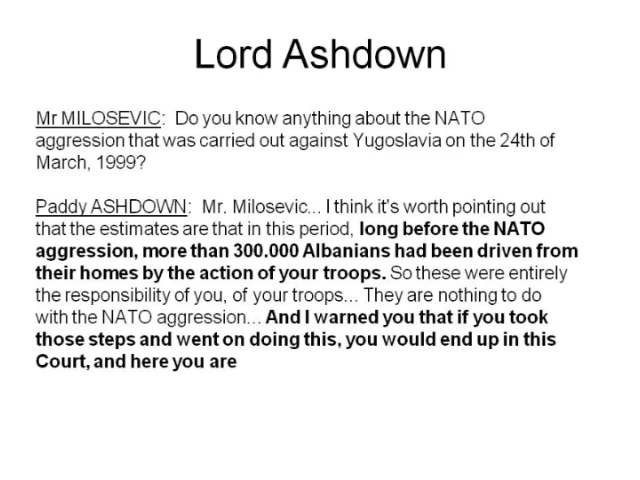 Lord Ashdown
Mr MILOSEVIC:  Do you know anything about the NATO
aggression that was carried out against Yugoslavia on the 24th of
March, 1999?
Paddy ASHDOWN:  Mr. Milosevic... I think it's worth pointing out
that the estimates are that in this period, long before the NATO
aggression, more than 300.000 Albanians had been driven from
their homes by the action of your troops. So these were entirely
the responsibility of you, of your troops... They are nothing to do
with the NATO aggression... And I warned you that if you took
those steps and went on doing this, you would end up in this
Court, and here you are